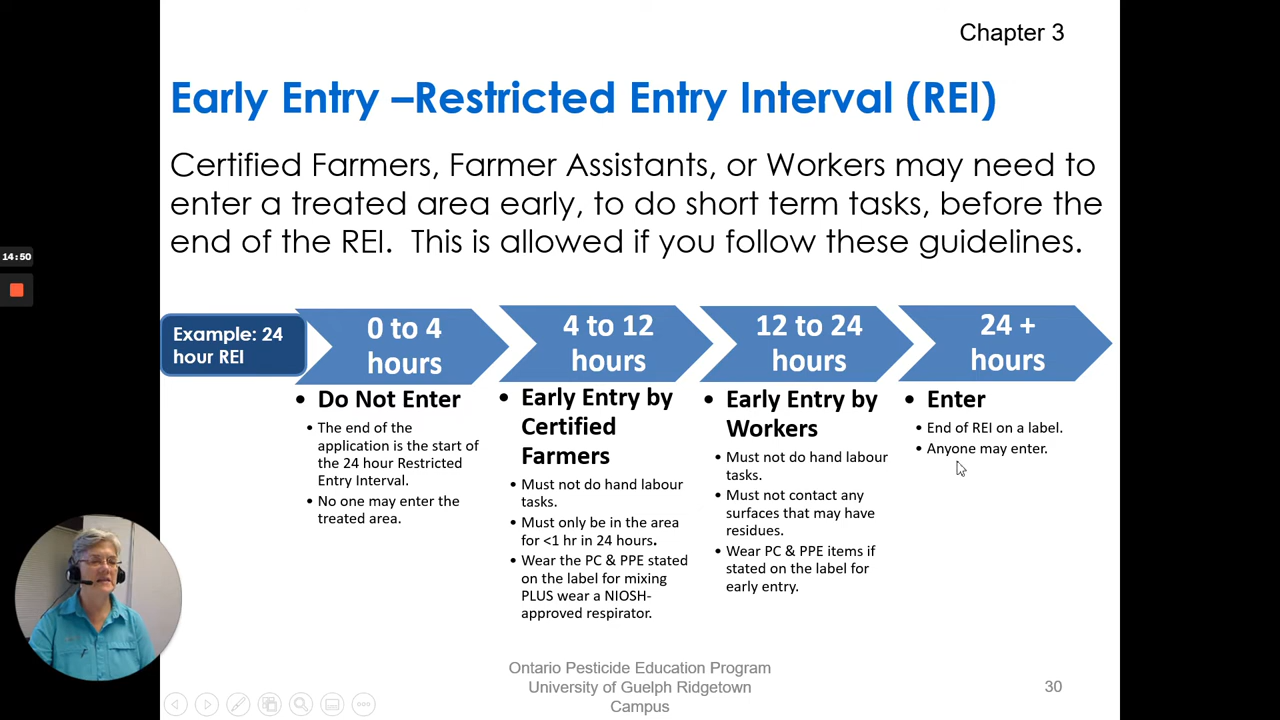 Chapter 3
Early Entry –Restricted Entry Interval (REI)
Certified Farmers, Farmer Assistants, or Workers may need to
enter a treated area early, to do short term tasks, before the
end of the REI.  This is allowed if you follow these guidelines.
14:50
Example: 24
hour REI
0 to 4
hours
• Do Not Enter
• The end of the
application is the start of
the 24 hour Restricted
Entry Interval.
• No one may enter the
treated area.
4 to 12
hours
• Early Entry by
Certified
Farmers
• Must not do hand labour
tasks.
• Must only be in the area
for <1 hr in 24 hours.
• Wear the PC & PPE stated
on the label for mixing
PLUS wear a NIOSH-
approved respirator.
12 to 24
hours
• Early Entry by
Workers
• Must not do hand labour
tasks.
• Must not contact any
surfaces that may have
residues.
• Wear PC & PPE items if
stated on the label for
early entry.
24 +
hours
• Enter
• End of REI on a label.
• Anyone may enter.
Ontario Pesticide Education Program
University of Guelph Ridgetown
Campus
30